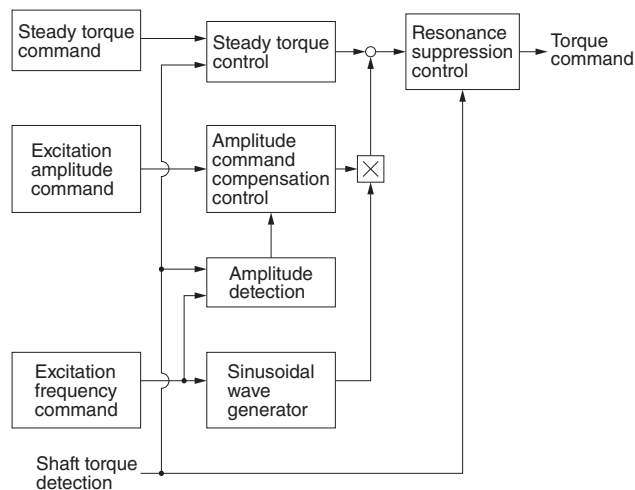 Steady torque
command
Steady torque
control
Resonance
suppression
control
Torque
command
Excitation
amplitude
command
Amplitude
command
compensation
control
Amplitude
detection
Excitation
frequency
command
Sinusoidal
wave
generator
Shaft torque
detection